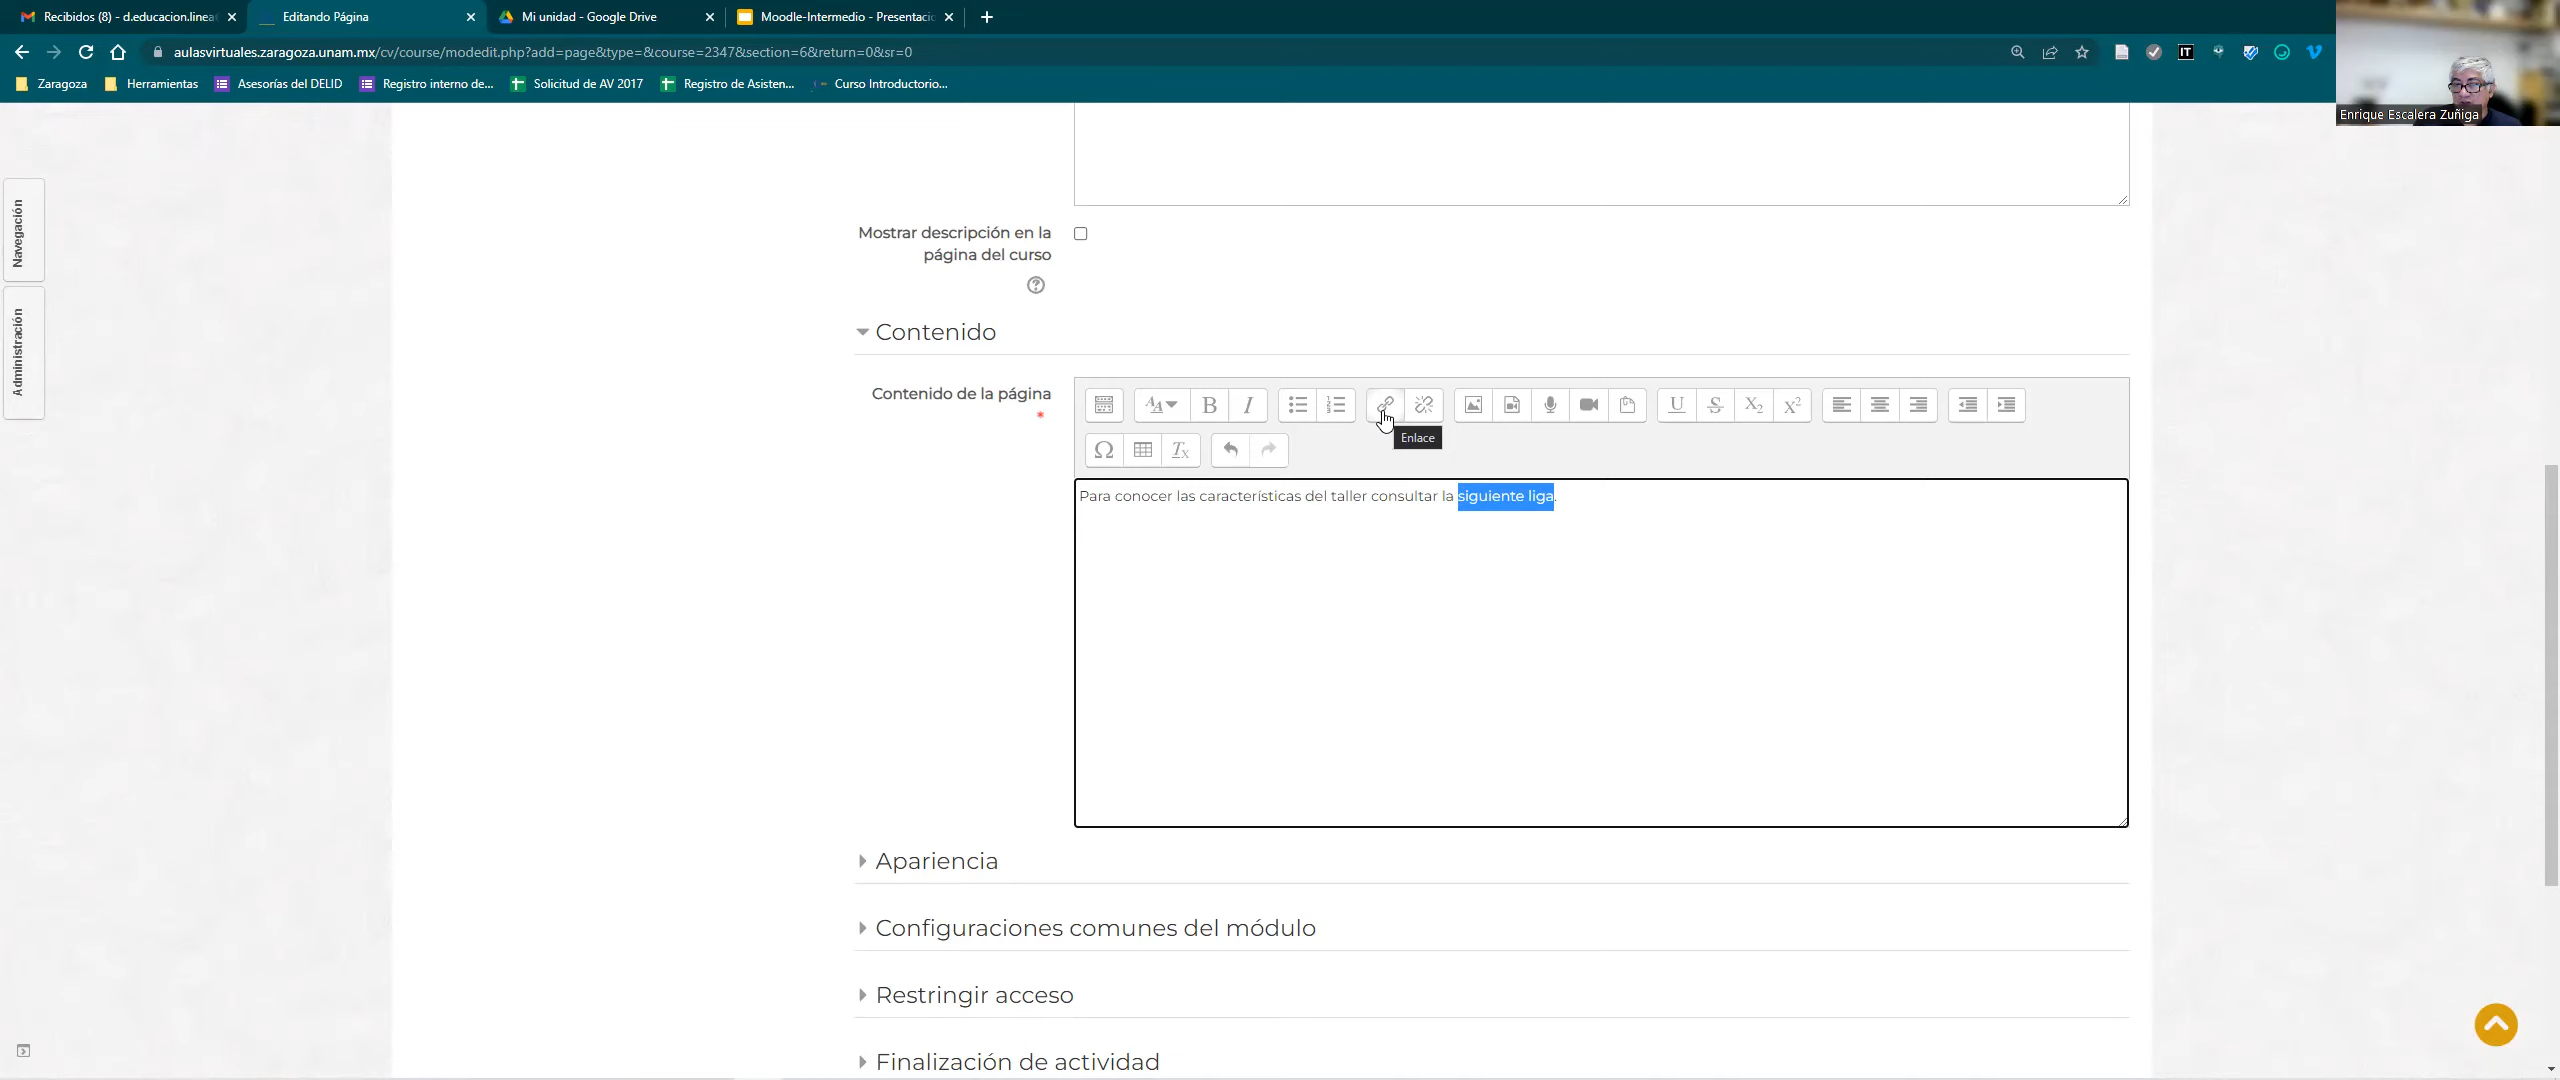 Recibidos (8) - d.educacion.linea
Editando Página
Mi unidad - Google Drive
Moodle-Intermedio - Presentaci
aulasvirtuales.zaragoza.unam.mx/cv/course/modedit.php?add=page&type=&course=2347&section=6&return=0&sr=0
Zaragoza
Herramientas
Asesorías del DELID
Registro interno de...
Solicitud de AV 2017
Registro de Asisten...
Curso Introductorio...
Enrique Escalera Zuñiga
Navegación
Administración
Mostrar descripción en la
página del curso
Contenido
Contenido de la página
Enlace
Para conocer las características del taller consultar la siguiente liga.
Apariencia
Configuraciones comunes del módulo
Restringir acceso
Finalización de actividad